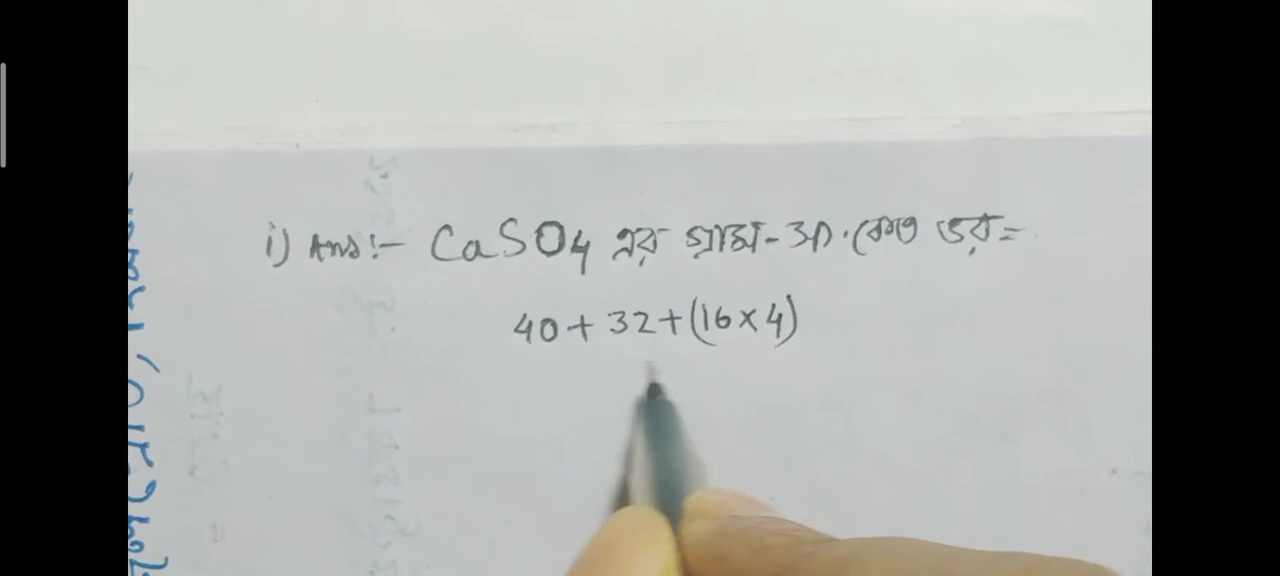 i) Ans:- CaSO4 এর গ্রাম-আণবিক ভর =
40 + 32 + (16 × 4)